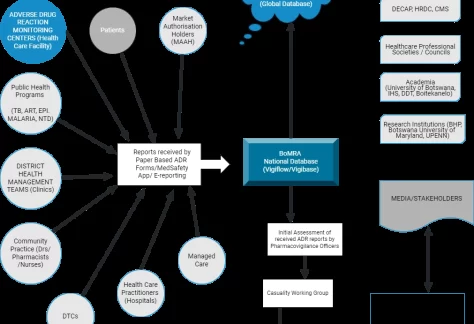 ADVERSE DRUG
REACTION
MONITORING
CENTERS (Health
Care Facility)
Patients
Market
Authorisation
Holders
(MAAH)
(Global Database)
DECAP, HRDC, CMS
Healthcare Professional
Societies / Councils
Public Health
Programs
(TB, ART, EPI.
MALARIA, NTD)
Academia
(University of Botswana,
IHS, DDT, Boitekanelo)
Research Institutions (BHP,
Botswana University of
Maryland, UPENN)
Reports received by
Paper Based ADR
Forms/MedSafety
App/ E-reporting
BoMRA
National Database
(Vigiflow/Vigibase)
DISTRICT
HEALTH
MANAGEMENT
TEAMS (Clinics)
MEDIA/STAKEHOLDERS
Community
Practice (Drs/
Pharmacists
/Nurses)
Managed
Care
Initial Assessment of
received ADR reports by
Pharmacovigilance Officers
Health Care
Practitioners
(Hospitals)
Casuality Working Group
DTCs